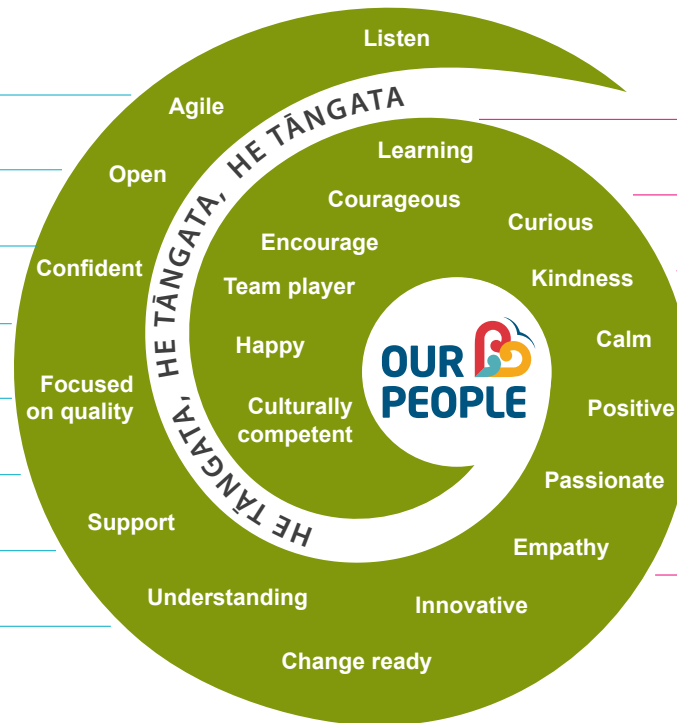 Listen
Agile
Open
Confident
Focused
on quality
Support
Understanding
Change ready
Innovative
Empathy
Passionate
Positive
Calm
Kindness
Curious
Learning
Courageous
Encourage
Team player
Happy
Culturally
competent
HE TĀNGATA, HE TĀNGATA, HE TĀNGATA
OUR
PEOPLE